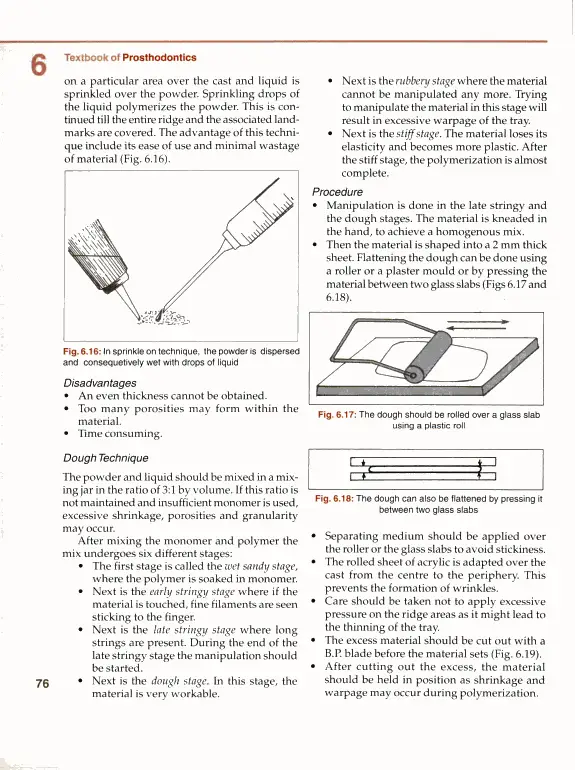 6
Textbook of Prosthodontics
on a particular area over the cast and liquid is
sprinkled over the powder. Sprinkling drops of
the liquid polymerizes the powder. This is con-
tinued till the entire ridge and the associated land-
marks are covered. The advantage of this techni-
que include its ease of use and minimal wastage
of material (Fig. 6.16).
Fig. 6.16: In sprinkle on technique, the powder is dispersed
and consequetively wet with drops of liquid
Disadvantages
• An even thickness cannot be obtained.
• Too many porosities may form within the
material.
• Time consuming.
Dough Technique
The powder and liquid should be mixed in a mix-
ing jar in the ratio of 3:1 by volume. If this ratio is
not maintained and insufficient monomer is used,
excessive shrinkage, porosities and granularity
may occur.
After mixing the monomer and polymer the
mix undergoes six different stages:
• The first stage is called the wet sandy stage,
where the polymer is soaked in monomer.
• Next is the early stringy stage where if the
material is touched, fine filaments are seen
sticking to the finger.
• Next is the late stringy stage where long
strings are present. During the end of the
late stringy stage the manipulation should
be started.
• Next is the dough stage. In this stage, the
material is very workable.
76
• Next is the rubbery stage where the material
cannot be manipulated any more. Trying
to manipulate the material in this stage will
result in excessive warpage of the tray.
• Next is the stiff stage. The material loses its
elasticity and becomes more plastic. After
the stiff stage, the polymerization is almost
complete.
Procedure
• Manipulation is done in the late stringy and
the dough stages. The material is kneaded in
the hand, to achieve a homogenous mix.
• Then the material is shaped into a 2 mm thick
sheet. Flattening the dough can be done using
a roller or a plaster mould or by pressing the
material between two glass slabs (Figs 6.17 and
6.18).
Fig. 6.17: The dough should be rolled over a glass slab
using a plastic roll
Fig. 6.18: The dough can also be flattened by pressing it
between two glass slabs
• Separating medium should be applied over
the roller or the glass slabs to avoid stickiness.
• The rolled sheet of acrylic is adapted over the
cast from the centre to the periphery. This
prevents the formation of wrinkles.
• Care should be taken not to apply excessive
pressure on the ridge areas as it might lead to
the thinning of the tray.
• The excess material should be cut out with a
B.P. blade before the material sets (Fig. 6.19).
• After cutting out the excess, the material
should be held in position as shrinkage and
warpage may occur during polymerization.